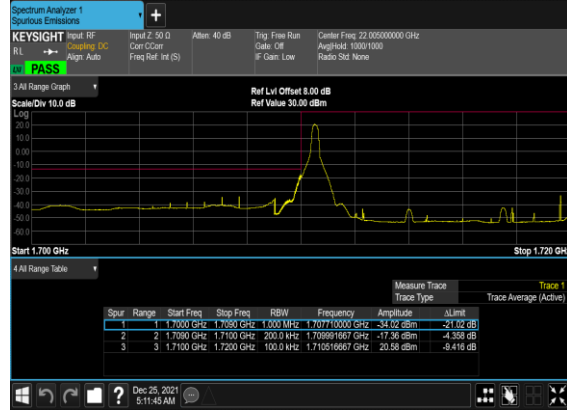 Spectrum Analyzer 1
Spurious Emissions
KEYSIGHT Input: RF Input Z: 50 Ω Atten: 40 dB Trig: Free Run Center Freq: 22.005000000 GHz
RL Coupling: DC Corr CCorr Gate: Off Avg|Hold: 1000/1000
Align: Auto Freq Ref: Int (S) IF Gain: Low Radio Std: None
PASS
3 All Range Graph
Ref Lvl Offset 8.00 dB
Scale/Div 10.0 dB Ref Value 30.00 dBm
Log
20.0
10.0
0.00
-10.0
-20.0
-30.0
-40.0
-50.0
-60.0
Start 1.700 GHz Stop 1.720 GH
4 All Range Table
Measure Trace Trace 1
Trace Type Trace Average (Active)
Spur Range Start Freq Stop Freq RBW Frequency Amplitude ΔLimit
1 1 1.7000 GHz 1.7090 GHz 1.000 MHz 1.707710000 GHz -34.02 dBm -21.02 dB
2 2 1.7090 GHz 1.7100 GHz 200.0 kHz 1.709991667 GHz -17.36 dBm -4.358 dB
3 3 1.7100 GHz 1.7200 GHz 100.0 kHz 1.710516667 GHz 20.58 dBm -9.416 dB
? Dec 25, 2021
5:11:45 AM